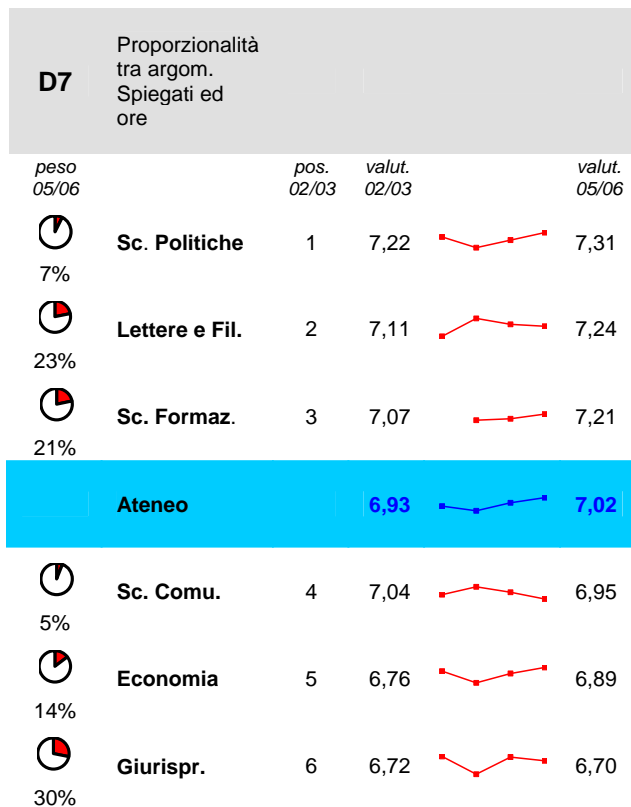 D7
Proporzionalità
tra argom.
Spiegati ed
ore
peso
05/06
pos.
02/03
valut.
02/03
valut.
05/06
Sc. Politiche 1 7,22 7,31
7%
Lettere e Fil. 2 7,11 7,24
23%
Sc. Formaz. 3 7,07 7,21
21%
Ateneo 6,93 7,02
Sc. Comu. 4 7,04 6,95
5%
Economia 5 6,76 6,89
14%
Giurispr. 6 6,72 6,70
30%